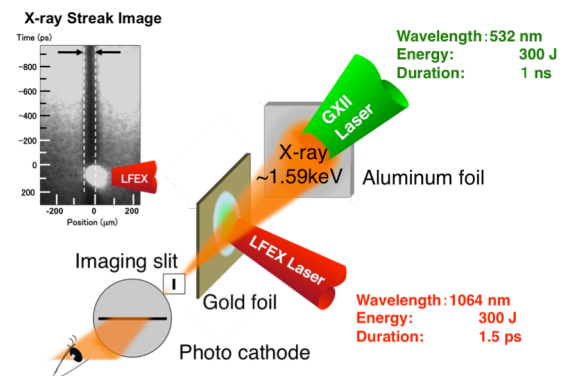 X-ray Streak Image
Time (ps)
-800
-600
-400
-200
0
200
LFEX
-200 0 200
Position (μm)
Wavelength:532 nm
Energy: 300 J
Duration: 1 ns
GXII
Laser
X-ray
~1.59keV
Aluminum foil
LFEX Laser
Imaging slit
Gold foil
Photo cathode
Wavelength:1064 nm
Energy: 300 J
Duration: 1.5 ps